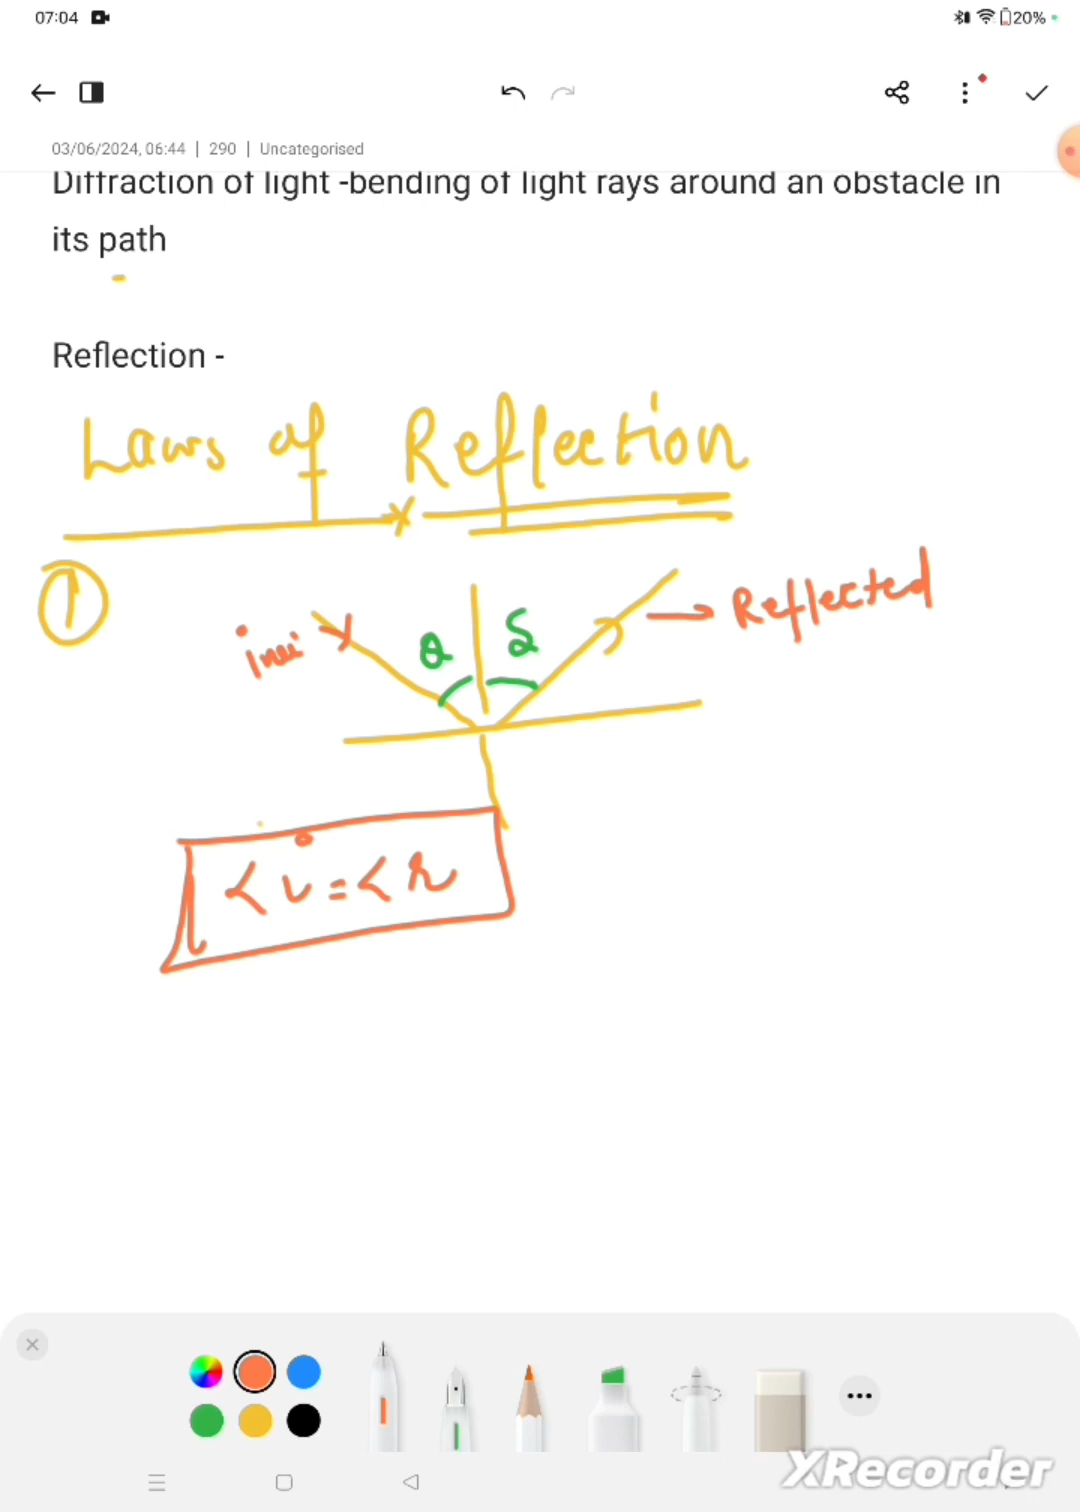 07:04
20%
03/06/2024, 06:44 | 290 | Uncategorised
Diffraction of light -bending of light rays around an obstacle in
its path
Reflection -
Laws of Reflection
1
Reflected
<i = <r
XRecorder